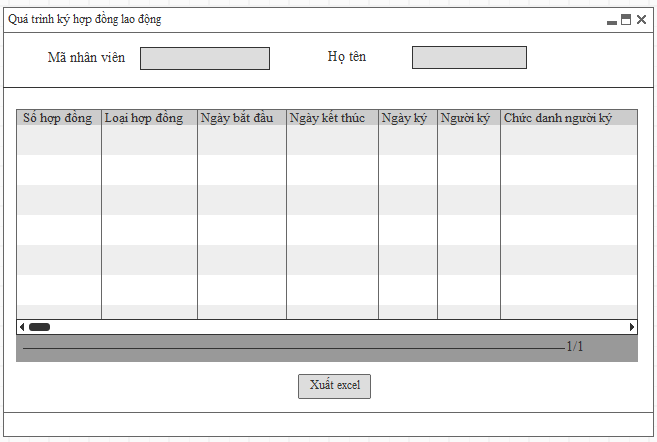 Quá trình ký hợp đồng lao động
Mã nhân viên Họ tên
Số hợp đồng Loại hợp đồng Ngày bắt đầu Ngày kết thúc Ngày ký Người ký Chức danh người ký
1/1
Xuất excel